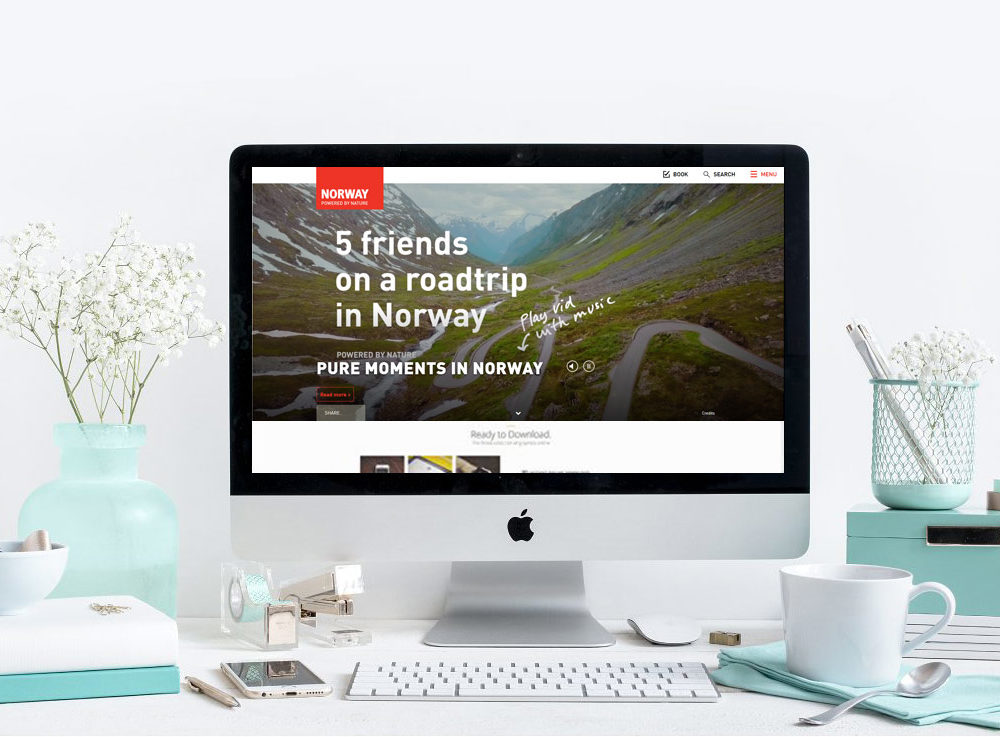 NORWAY
POWERED BY NATURE
BOOK
SEARCH
MENU
5 friends
on a roadtrip
in Norway
Play vid
with music
POWERED BY NATURE
PURE MOMENTS IN NORWAY
Read more >
SHARE
Credits
Ready to Download.